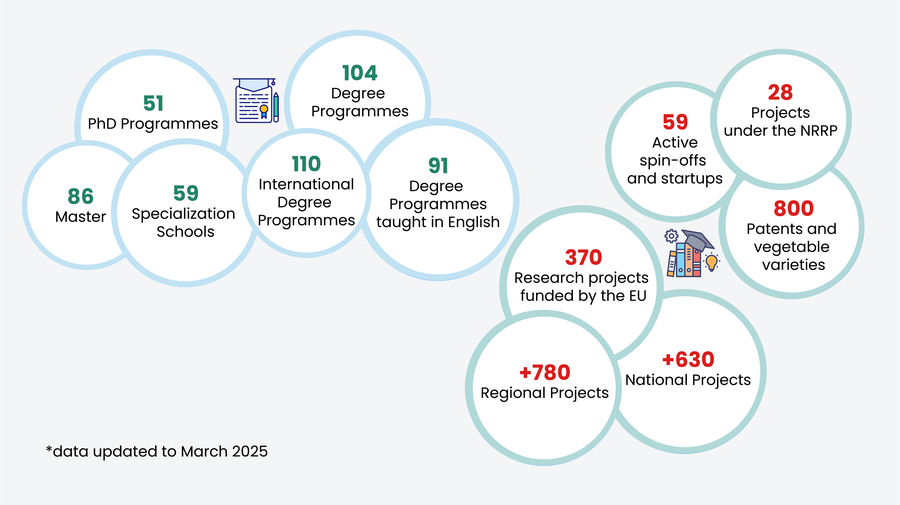 51
PhD Programmes
104
Degree
Programmes
86
Master
59
Specialization
Schools
110
International
Degree
Programmes
91
Degree
Programmes
taught in English
28
Projects
under the NRRP
59
Active
spin-offs
and startups
800
Patents and
vegetable
varieties
370
Research projects
funded by the EU
+780
Regional Projects
+630
National Projects
*data updated to March 2025